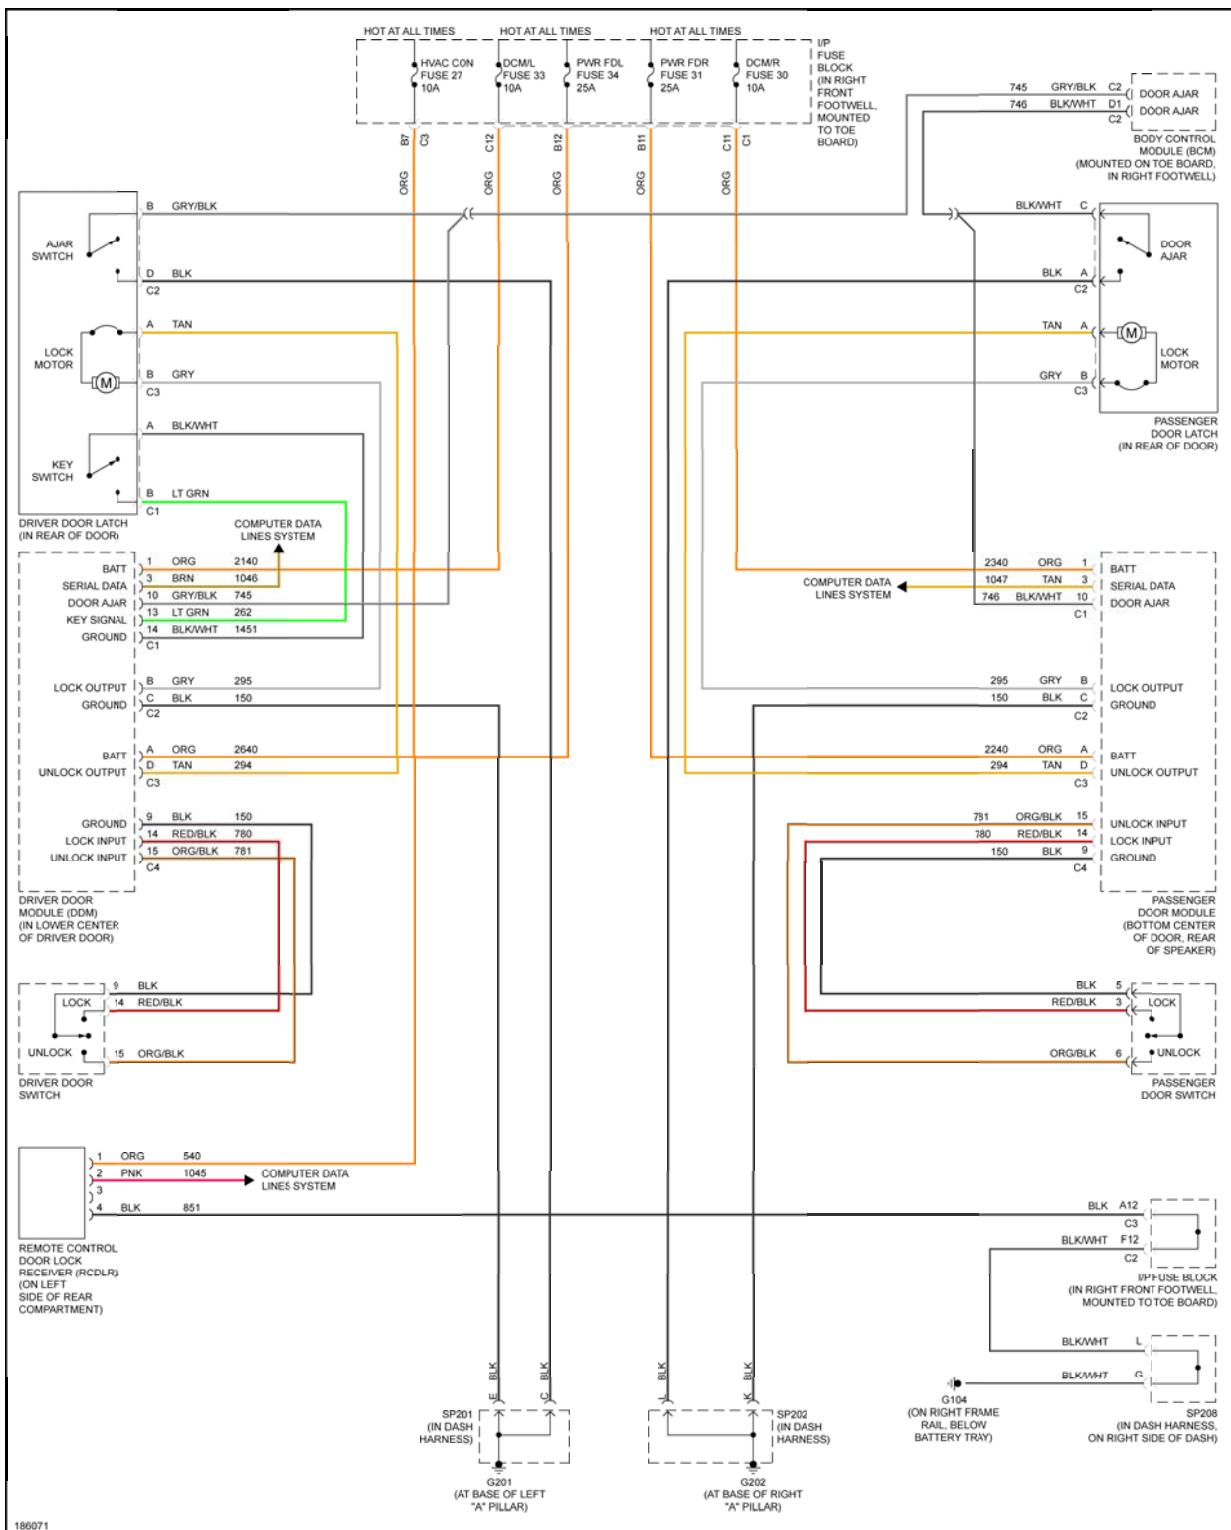 HOT AT ALL TIMES
HOT AT ALL TIMES
HOT AT ALL TIMES
HVAC CON
FUSE 27
10A
DCM/L
FUSE 33
10A
PWR FDL
FUSE 34
25A
PWR FDR
FUSE 31
25A
DCM/R
FUSE 30
10A
I/P
FUSE
BLOCK
(IN RIGHT
FRONT
FOOTWELL,
MOUNTED
TO TOE
BOARD)
B7
C3
C12
B12
B11
C11
C1
ORG
ORG
ORG
ORG
ORG
745 GRY/BLK C2
DOOR AJAR
746 BLK/WHT D1
DOOR AJAR
C2
BODY CONTROL
MODULE (BCM)
(MOUNTED ON TOE BOARD,
IN RIGHT FOOTWELL)
B GRY/BLK
AJAR
SWITCH
D BLK
C2
A TAN
LOCK
MOTOR
M
B GRY
C3
A BLK/WHT
KEY
SWITCH
B LT GRN
C1
DRIVER DOOR LATCH
(IN REAR OF DOOR)
BLK/WHT C
DOOR
AJAR
BLK A
C2
TAN A
M
LOCK
MOTOR
GRY B
C3
PASSENGER
DOOR LATCH
(IN REAR OF DOOR)
COMPUTER DATA
LINES SYSTEM
BATT 1 ORG 2140
SERIAL DATA 3 BRN 1046
DOOR AJAR 10 GRY/BLK 745
KEY SIGNAL 13 LT GRN 262
GROUND 14 BLK/WHT 1451
C1
LOCK OUTPUT B GRY 295
GROUND C BLK 150
C2
BATT A ORG 2640
UNLOCK OUTPUT D TAN 294
C3
GROUND 9 BLK 150
LOCK INPUT 14 RED/BLK 780
UNLOCK INPUT 15 ORG/BLK 781
C4
DRIVER DOOR
MODULE (DDM)
(IN LOWER CENTER
OF DRIVER DOOR)
COMPUTER DATA
LINES SYSTEM
2340 ORG 1 BATT
1047 TAN 3 SERIAL DATA
746 BLK/WHT 10 DOOR AJAR
C1
295 GRY B LOCK OUTPUT
150 BLK C GROUND
C2
2240 ORG A BATT
294 TAN D UNLOCK OUTPUT
C3
781 ORG/BLK 15 UNLOCK INPUT
780 RED/BLK 14 LOCK INPUT
150 BLK 9 GROUND
C4
PASSENGER
DOOR MODULE
(BOTTOM CENTER
OF DOOR, REAR
OF SPEAKER)
9 BLK
LOCK 14 RED/BLK
UNLOCK 15 ORG/BLK
DRIVER DOOR
SWITCH
BLK 5
RED/BLK 3 LOCK
ORG/BLK 6 UNLOCK
PASSENGER
DOOR SWITCH
1 ORG 540
2 PNK 1045
COMPUTER DATA
LINES SYSTEM
3
4 BLK 851
REMOTE CONTROL
DOOR LOCK
RECEIVER (RCDLR)
(ON LEFT
SIDE OF REAR
COMPARTMENT)
BLK A12
C3
BLK/WHT F12
C2
I/P FUSE BLOCK
(IN RIGHT FRONT FOOTWELL,
MOUNTED TO TOE BOARD)
BLK/WHT L
BLK/WHT G
SP208
(IN DASH HARNESS,
ON RIGHT SIDE OF DASH)
G104
(ON RIGHT FRAME
RAIL, BELOW
BATTERY TRAY)
E BLK
C BLK
L BLK
K BLK
SP201
(IN DASH
HARNESS)
SP202
(IN DASH
HARNESS)
G201
(AT BASE OF LEFT
"A" PILLAR)
G202
(AT BASE OF RIGHT
"A" PILLAR)
186071